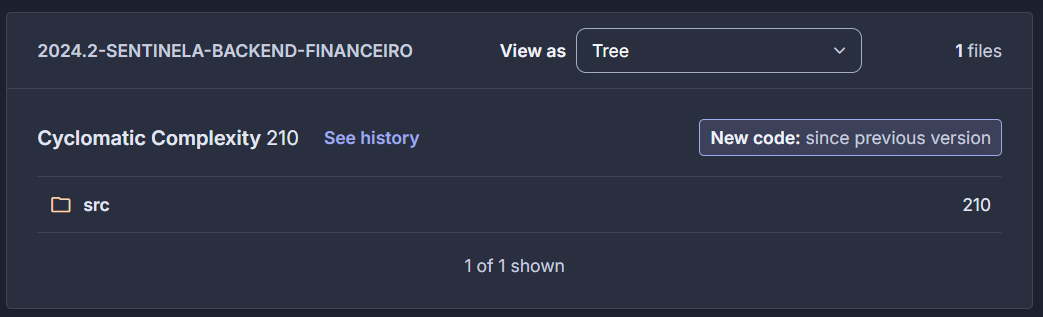 2024.2-SENTINELA-BACKEND-FINANCEIRO View as Tree 1 files
Cyclomatic Complexity 210 See history New code: since previous version
src 210
1 of 1 shown